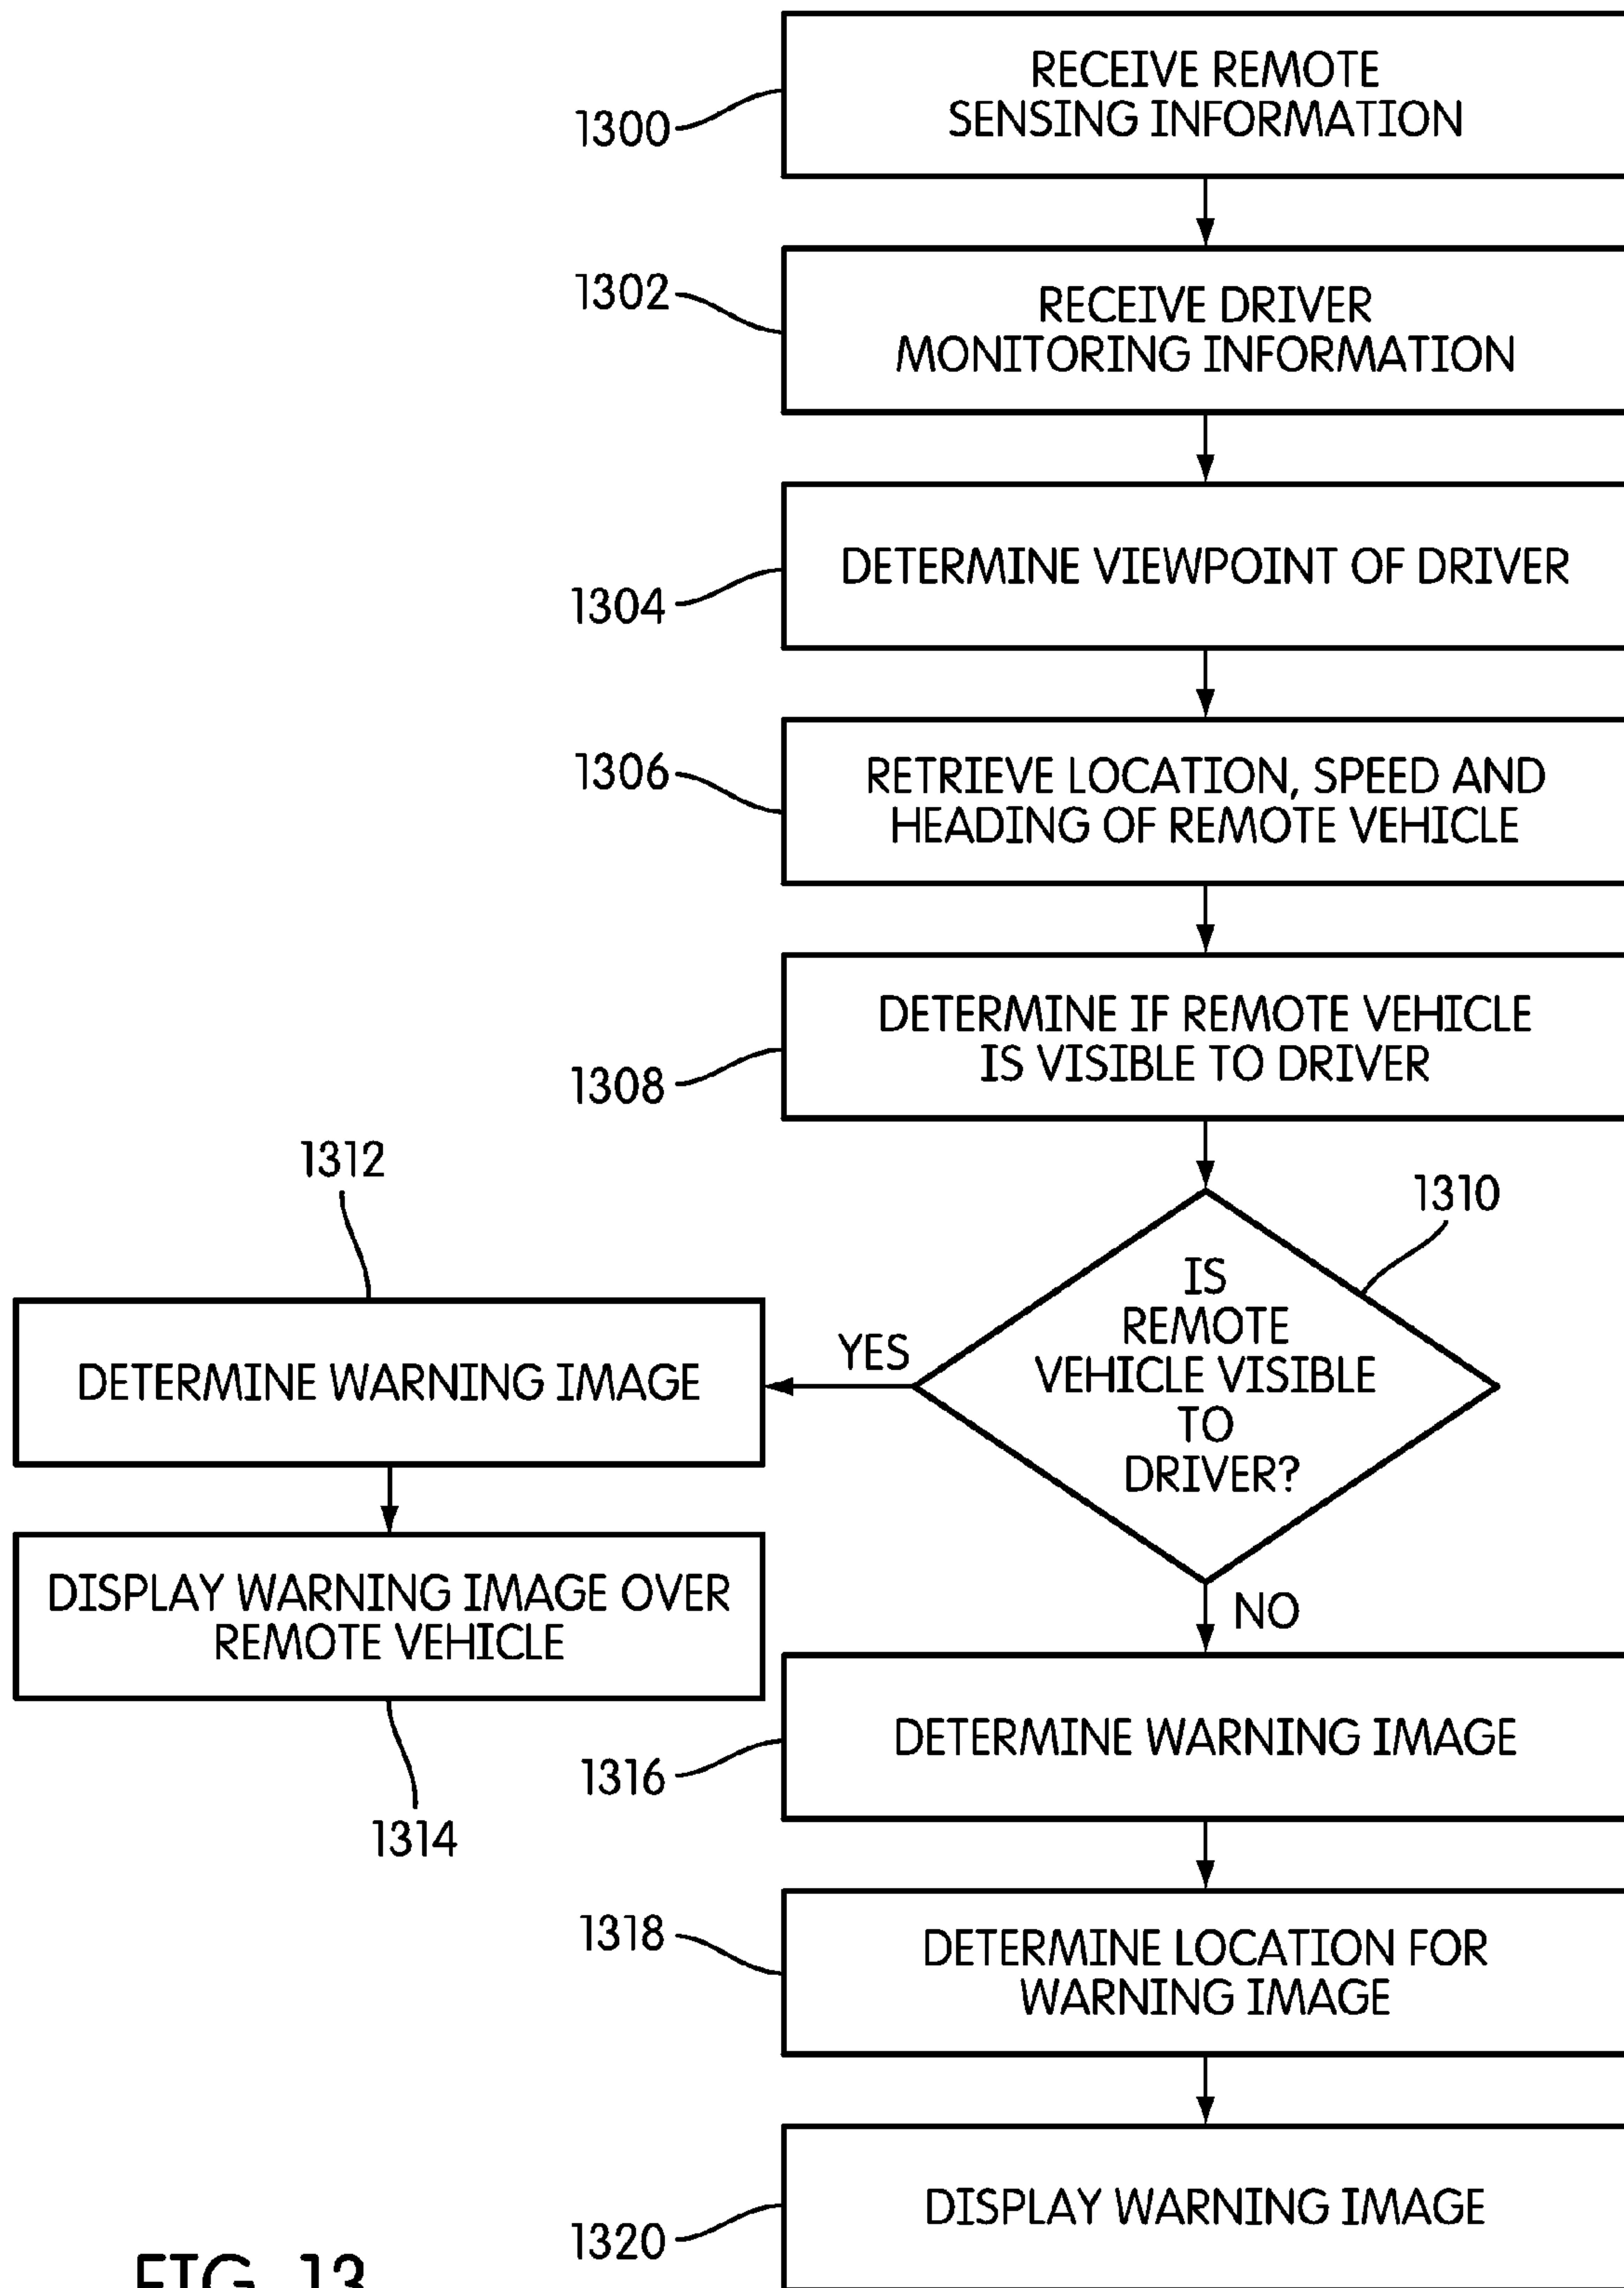 RECEIVE REMOTE
SENSING INFORMATION
1300
1302
RECEIVE DRIVER
MONITORING INFORMATION
DETERMINE VIEWPOINT OF DRIVER
1304
1306
RETRIEVE LOCATION, SPEED AND
HEADING OF REMOTE VEHICLE
DETERMINE IF REMOTE VEHICLE
IS VISIBLE TO DRIVER
1308
1312
1310
IS
REMOTE
VEHICLE VISIBLE
TO
DRIVER?
YES
DETERMINE WARNING IMAGE
DISPLAY WARNING IMAGE OVER
REMOTE VEHICLE
1314
NO
DETERMINE WARNING IMAGE
1316
1318
DETERMINE LOCATION FOR
WARNING IMAGE
DISPLAY WARNING IMAGE
1320
FIG. 13